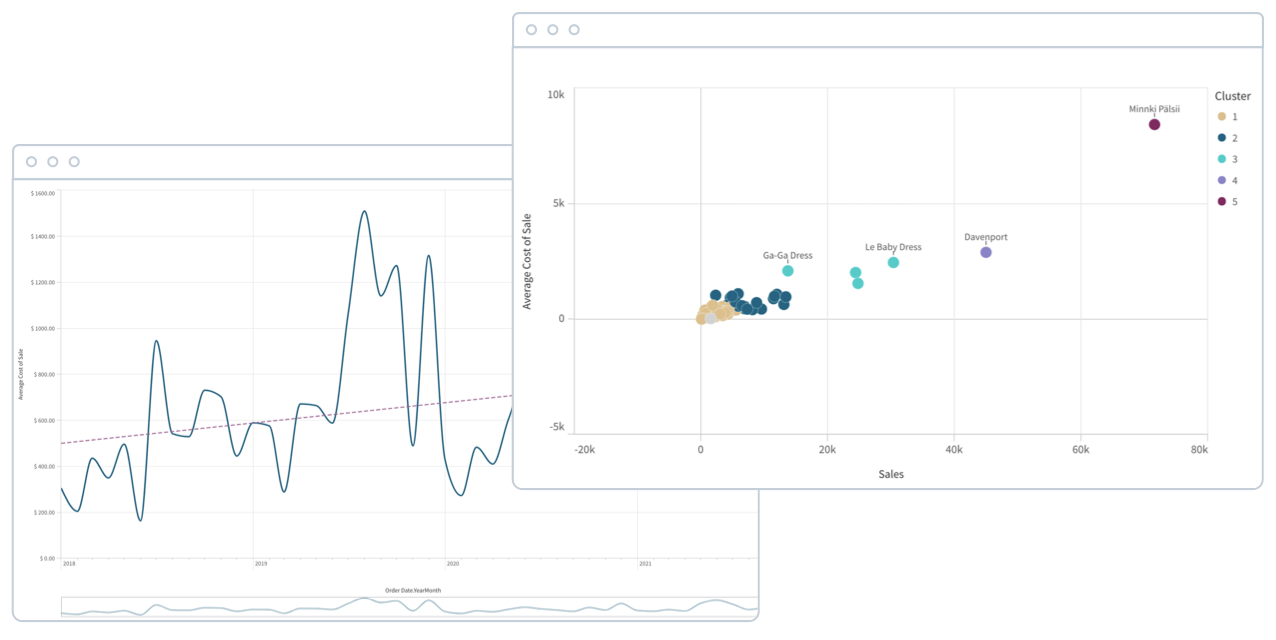 $ 1600.00
$ 1400.00
$ 1200.00
$ 1000.00
$ 800.00
$ 600.00
$ 400.00
$ 200.00
$ 0.00
Average Cost of Sale
2018
2019
2020
2021
Order Date.YearMonth
10k
5k
0
-5k
Average Cost of Sale
-20k
0
20k
40k
60k
80k
Sales
Minnki Pälsii
Davenport
Le Baby Dress
Ga-Ga Dress
Cluster
1
2
3
4
5